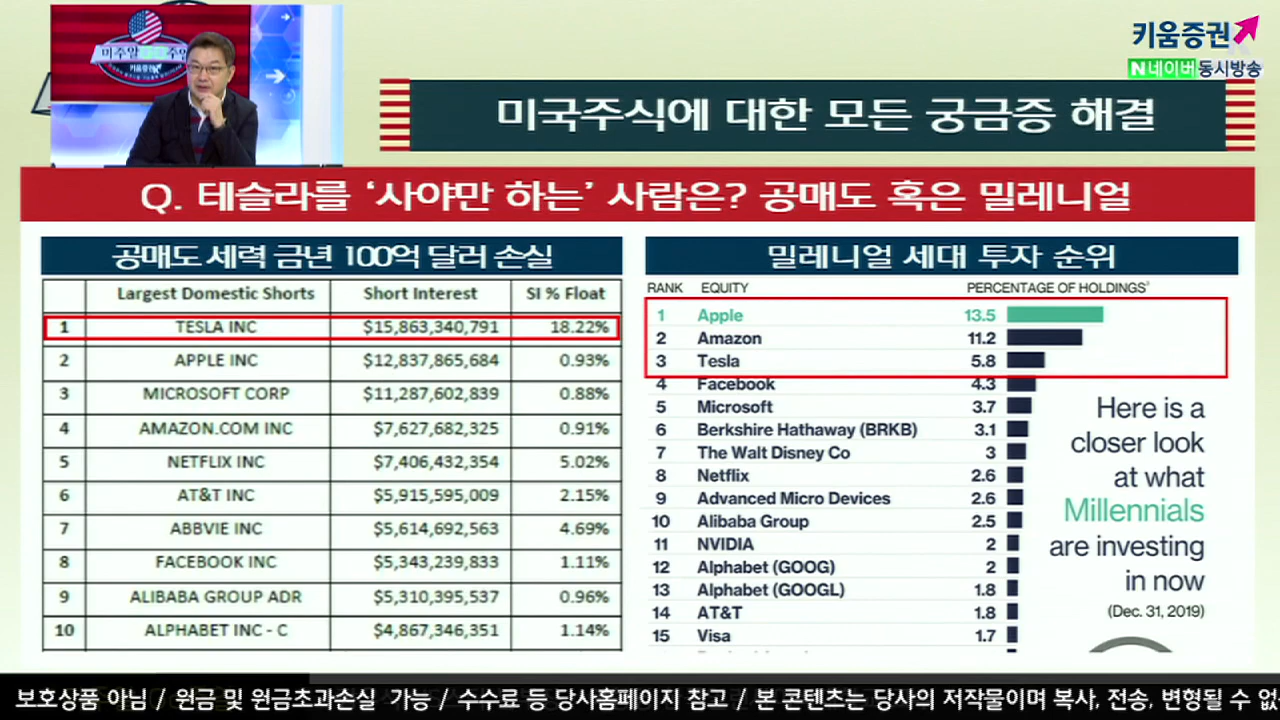 미주알
키움증권
키움증권
N네이버 동시방송
미국주식에 대한 모든 궁금증 해결
Q. 테슬라를 ‘사야만 하는’ 사람은? 공매도 혹은 밀레니얼
공매도 세력 금년 100억 달러 손실
Largest Domestic Shorts Short Interest SI % Float
1 TESLA INC $15,863,340,791 18.22%
2 APPLE INC $12,837,865,684 0.93%
3 MICROSOFT CORP $11,287,602,839 0.88%
4 AMAZON.COM INC $7,627,682,325 0.91%
5 NETFLIX INC $7,406,432,354 5.02%
6 AT&T INC $5,915,595,009 2.15%
7 ABBVIE INC $5,614,692,563 4.69%
8 FACEBOOK INC $5,343,239,833 1.11%
9 ALIBABA GROUP ADR $5,310,395,537 0.96%
10 ALPHABET INC - C $4,867,346,351 1.14%
밀레니얼 세대 투자 순위
RANK EQUITY PERCENTAGE OF HOLDINGS
1 Apple 13.5
2 Amazon 11.2
3 Tesla 5.8
4 Facebook 4.3
5 Microsoft 3.7
6 Berkshire Hathaway (BRKB) 3.1
7 The Walt Disney Co 3
8 Netflix 2.6
9 Advanced Micro Devices 2.6
10 Alibaba Group 2.5
11 NVIDIA 2
12 Alphabet (GOOG) 2
13 Alphabet (GOOGL) 1.8
14 AT&T 1.8
15 Visa 1.7
Here is a
closer look
at what
Millennials
are investing
in now
(Dec. 31, 2019)
보호상품 아님 / 원금 및 원금초과손실 가능 / 수수료 등 당사홈페이지 참고 / 본 콘텐츠는 당사의 저작물이며 복사, 전송, 변형될 수 없